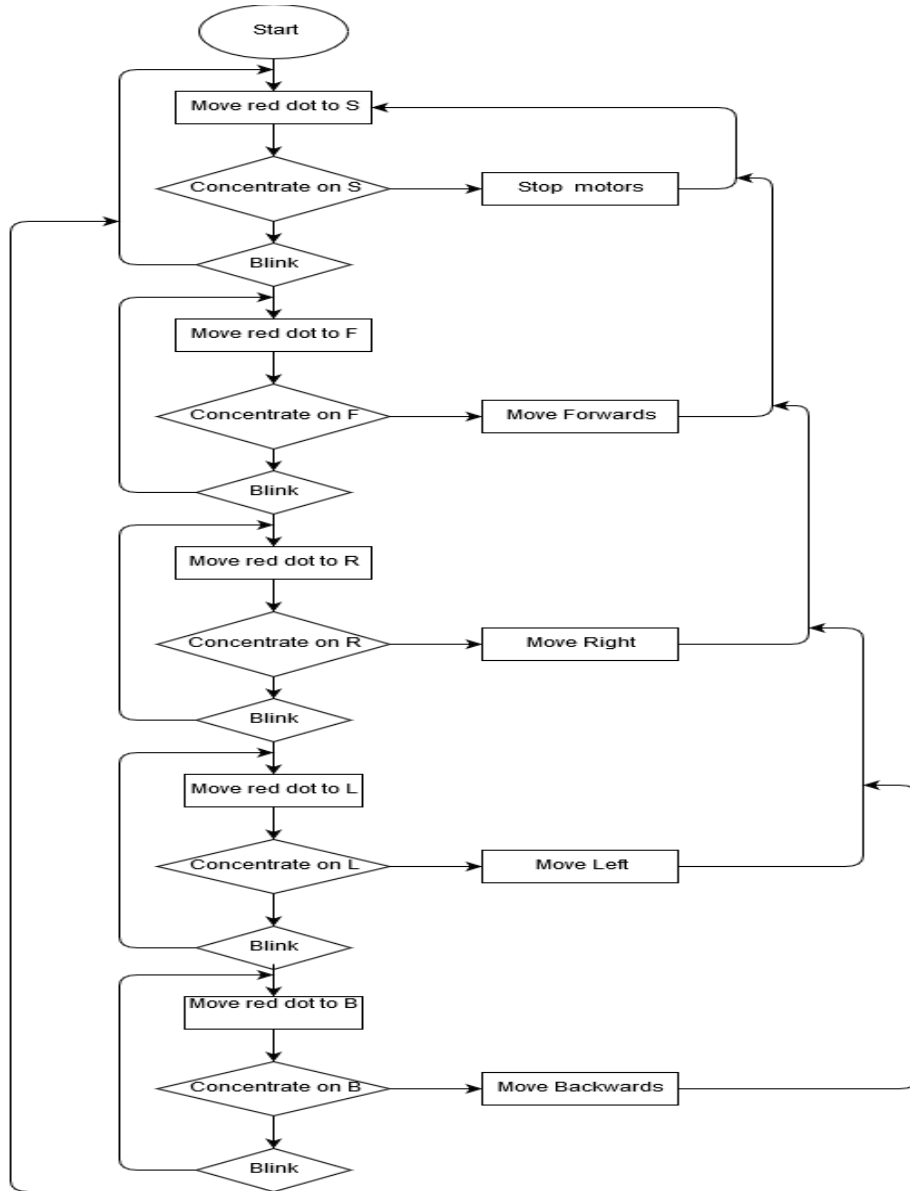 Start
Move red dot to S
Concentrate on S
Stop motors
Blink
Move red dot to F
Concentrate on F
Move Forwards
Blink
Move red dot to R
Concentrate on R
Move Right
Blink
Move red dot to L
Concentrate on L
Move Left
Blink
Move red dot to B
Concentrate on B
Move Backwards
Blink